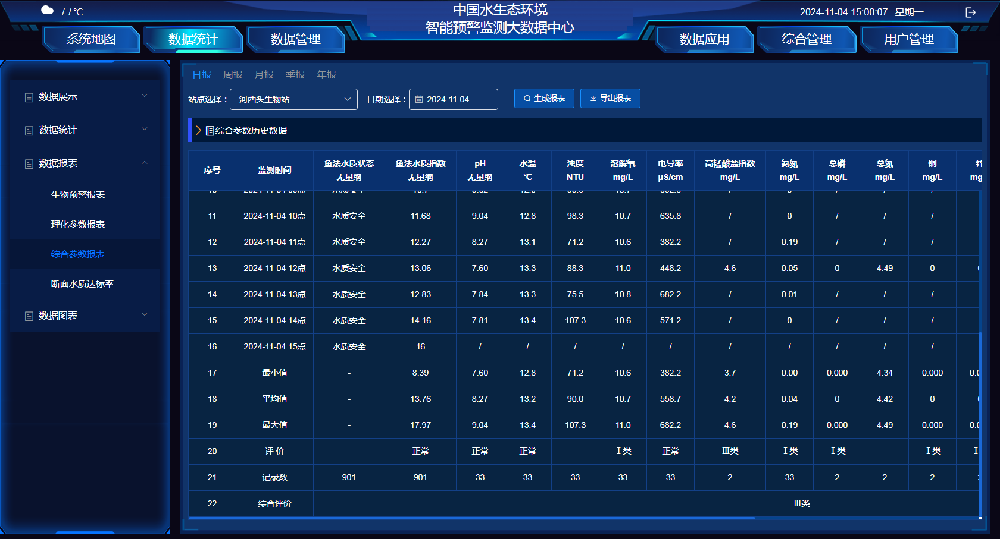 / / ℃
中国水生态环境
智能预警监测大数据中心
2024-11-04 15:00:07 星期一
系统地图 数据统计 数据管理 数据应用 综合管理 用户管理
数据展示
数据统计
数据报表
生物预警报表
理化参数报表
综合参数报表
断面水质达标率
数据图表
日报 周报 月报 季报 年报
站点选择： 河西头生物站 日期选择： 2024-11-04 生成报表 导出报表
综合参数历史数据
序号 监测时间 鱼法水质状态 无量纲 鱼法水质指数 无量纲 pH 无量纲 水温 ℃ 浊度 NTU 溶解氧 mg/L 电导率 μS/cm 高锰酸盐指数 mg/L 氨氮 mg/L 总磷 mg/L 总氮 mg/L 铜 mg/L
11 2024-11-04 10点 水质安全 11.68 9.04 12.8 98.3 10.7 635.8 / 0 / / /
12 2024-11-04 11点 水质安全 12.27 8.27 13.1 71.2 10.6 382.2 / 0.19 / / /
13 2024-11-04 12点 水质安全 13.06 7.60 13.3 88.3 11.0 448.2 4.6 0.05 0 4.49 0
14 2024-11-04 13点 水质安全 12.83 7.84 13.3 75.5 10.8 682.2 / 0.01 / / /
15 2024-11-04 14点 水质安全 14.16 7.81 13.4 107.3 10.6 571.2 / 0 / / /
16 2024-11-04 15点 水质安全 16 / / / / / / / / / /
17 最小值 - 8.39 7.60 12.8 71.2 10.6 382.2 3.7 0.00 0.000 4.34 0.000
18 平均值 - 13.76 8.27 13.2 90.0 10.7 558.7 4.2 0.04 0 4.42 0
19 最大值 - 17.97 9.04 13.4 107.3 11.0 682.2 4.6 0.19 0.000 4.49 0.000
20 评 价 - 正常 正常 正常 - Ⅰ类 正常 Ⅲ类 Ⅰ类 Ⅰ类 - Ⅰ类
21 记录数 901 901 33 33 33 33 33 2 33 2 2 2
22 综合评价 Ⅲ类